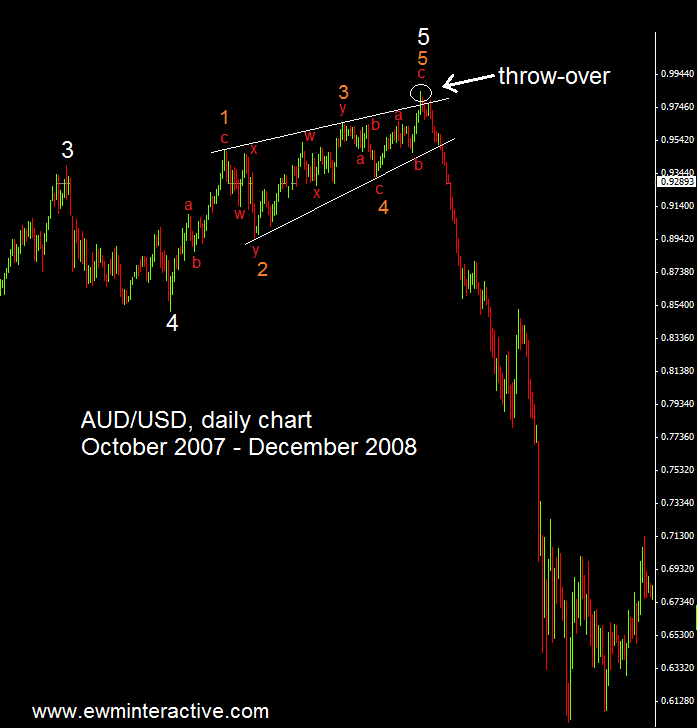 5
5
c
throw-over
3
y
1
c
x
w
b
a
3
a
w
x
a
b
c
4
b
a
b
y
2
4
AUD/USD, daily chart
October 2007 - December 2008
www.ewminteractive.com
0.99440
0.97460
0.95420
0.93440
0.92893
0.91400
0.89420
0.87380
0.85400
0.83360
0.81380
0.79340
0.77360
0.75320
0.73340
0.71300
0.69320
0.67340
0.65300
0.63320
0.61280